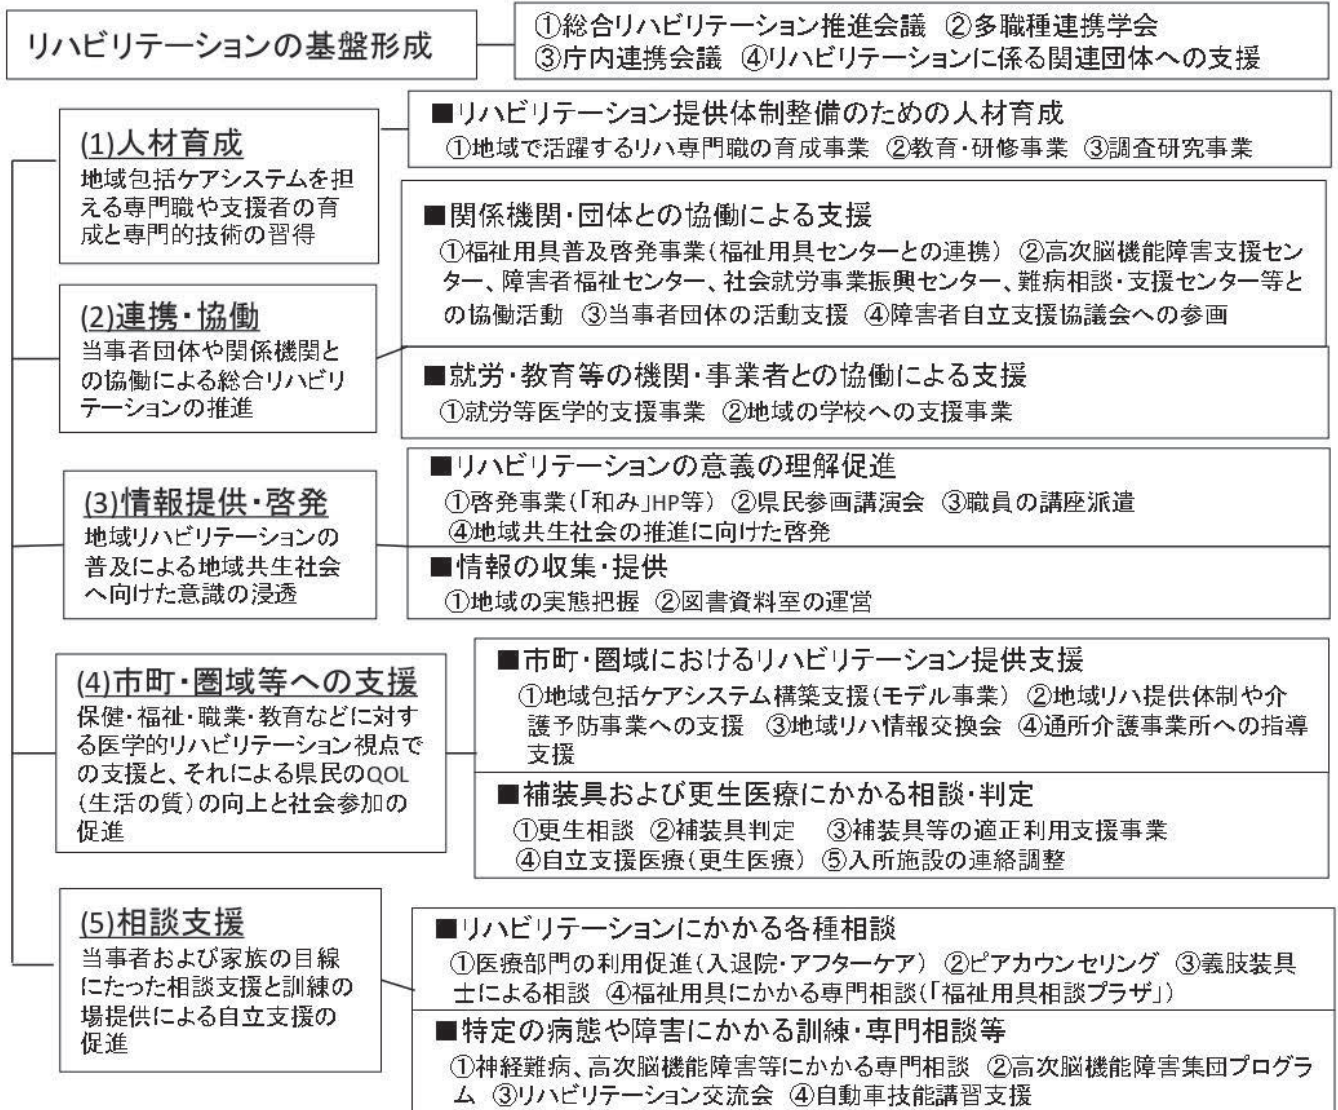 リハビリテーションの基盤形成
①総合リハビリテーション推進会議 ②多職種連携学会
③庁内連携会議 ④リハビリテーションに係る関連団体への支援
(1)人材育成
地域包括ケアシステムを担
える専門職や支援者の育
成と専門的技術の習得
■リハビリテーション提供体制整備のための人材育成
①地域で活躍するリハ専門職の育成事業 ②教育・研修事業 ③調査研究事業
(2)連携・協働
当事者団体や関係機関と
の協働による総合リハビリ
テーションの推進
■関係機関・団体との協働による支援
①福祉用具普及啓発事業(福祉用具センターとの連携) ②高次脳機能障害支援セン
ター、障害者福祉センター、社会就労事業振興センター、難病相談・支援センター等と
の協働活動 ③当事者団体の活動支援 ④障害者自立支援協議会への参画
■就労・教育等の機関・事業者との協働による支援
①就労等医学的支援事業 ②地域の学校への支援事業
(3)情報提供・啓発
地域リハビリテーションの
普及による地域共生社会
へ向けた意識の浸透
■リハビリテーションの意義の理解促進
①啓発事業(「和み」HP等) ②県民参画講演会 ③職員の講座派遣
④地域共生社会の推進に向けた啓発
■情報の収集・提供
①地域の実態把握 ②図書資料室の運営
(4)市町・圏域等への支援
保健・福祉・職業・教育などに対す
る医学的リハビリテーション視点で
の支援と、それによる県民のQOL
(生活の質)の向上と社会参加の
促進
■市町・圏域におけるリハビリテーション提供支援
①地域包括ケアシステム構築支援(モデル事業) ②地域リハ提供体制や介
護予防事業への支援 ③地域リハ情報交換会 ④通所介護事業所への指導
支援
■補装具および更生医療にかかる相談・判定
①更生相談 ②補装具判定 ③補装具等の適正利用支援事業
④自立支援医療(更生医療) ⑤入所施設の連絡調整
(5)相談支援
当事者および家族の目線
にたった相談支援と訓練の
場提供による自立支援の
促進
■リハビリテーションにかかる各種相談
①医療部門の利用促進(入退院・アフターケア) ②ピアカウンセリング ③義肢装具
士による相談 ④福祉用具にかかる専門相談(「福祉用具相談プラザ」)
■特定の病態や障害にかかる訓練・専門相談等
①神経難病、高次脳機能障害等にかかる専門相談 ②高次脳機能障害集団プログラ
ム ③リハビリテーション交流会 ④自動車技能講習支援